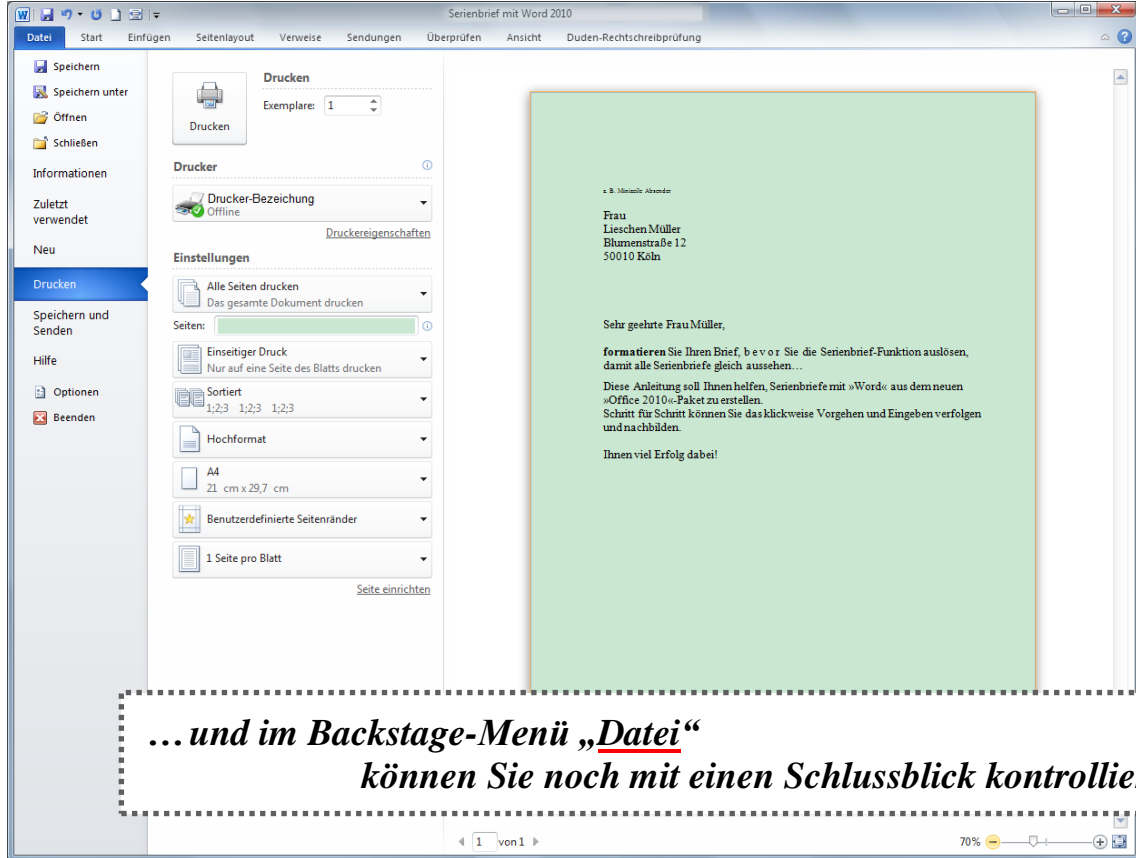 Serienbrief mit Word 2010
Datei Start Einfügen Seitenlayout Verweise Sendungen Überprüfen Ansicht Duden-Rechtschreibprüfung
Speichern
Speichern unter
Öffnen
Schließen
Informationen
Zuletzt
verwendet
Neu
Drucken
Speichern und
Senden
Hilfe
Optionen
Beenden
Drucken
Drucken
Exemplare: 1
Drucker
Drucker-Bezeichung
Offline
Druckereigenschaften
Einstellungen
Alle Seiten drucken
Das gesamte Dokument drucken
Seiten:
Einseitiger Druck
Nur auf eine Seite des Blatts drucken
Sortiert
1;2;3 1;2;3 1;2;3
Hochformat
A4
21 cm x 29,7 cm
Benutzerdefinierte Seitenränder
1 Seite pro Blatt
Seite einrichten
z. B. Minizeile Absender
Frau
Lieschen Müller
Blumenstraße 12
50010 Köln
Sehr geehrte Frau Müller,
formatieren Sie Ihren Brief, b e v o r Sie die Serienbrief-Funktion auslösen,
damit alle Serienbriefe gleich aussehen…
Diese Anleitung soll Ihnen helfen, Serienbriefe mit »Word« aus dem neuen
»Office 2010«-Paket zu erstellen.
Schritt für Schritt können Sie das klickweise Vorgehen und Eingeben verfolgen
und nachbilden.
Ihnen viel Erfolg dabei!
…und im Backstage-Menü „Datei“
können Sie noch mit einen Schlussblick kontrollie
1 von 1
70%